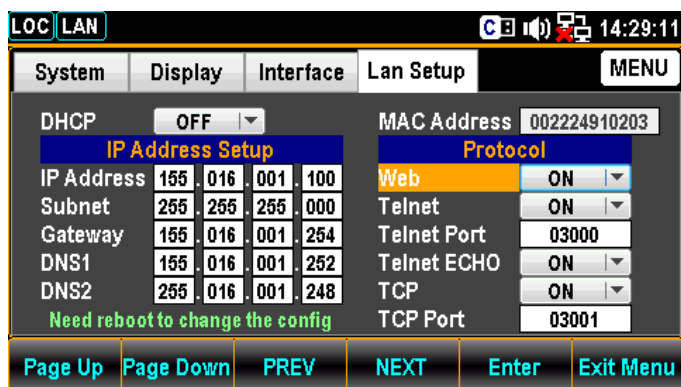 LOC LAN C 14:29:11
System Display Interface Lan Setup MENU
DHCP OFF MAC Address 002224910203
IP Address Setup Protocol
IP Address 155.016.001.100 Web ON
Subnet 255.255.255.000 Telnet ON
Gateway 155.016.001.254 Telnet Port 03000
DNS1 155.016.001.252 Telnet ECHO ON
DNS2 255.016.001.248 TCP ON
Need reboot to change the config TCP Port 03001
Page Up Page Down PREV NEXT Enter Exit Menu